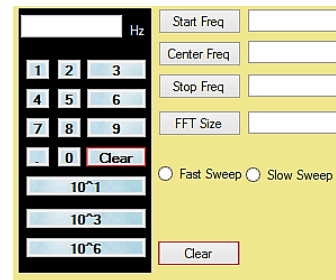 Hz
Start Freq
Center Freq
Stop Freq
FFT Size
1 2 3
4 5 6
7 8 9
. 0 Clear
10^1
10^3
10^6
Fast Sweep Slow Sweep
Clear